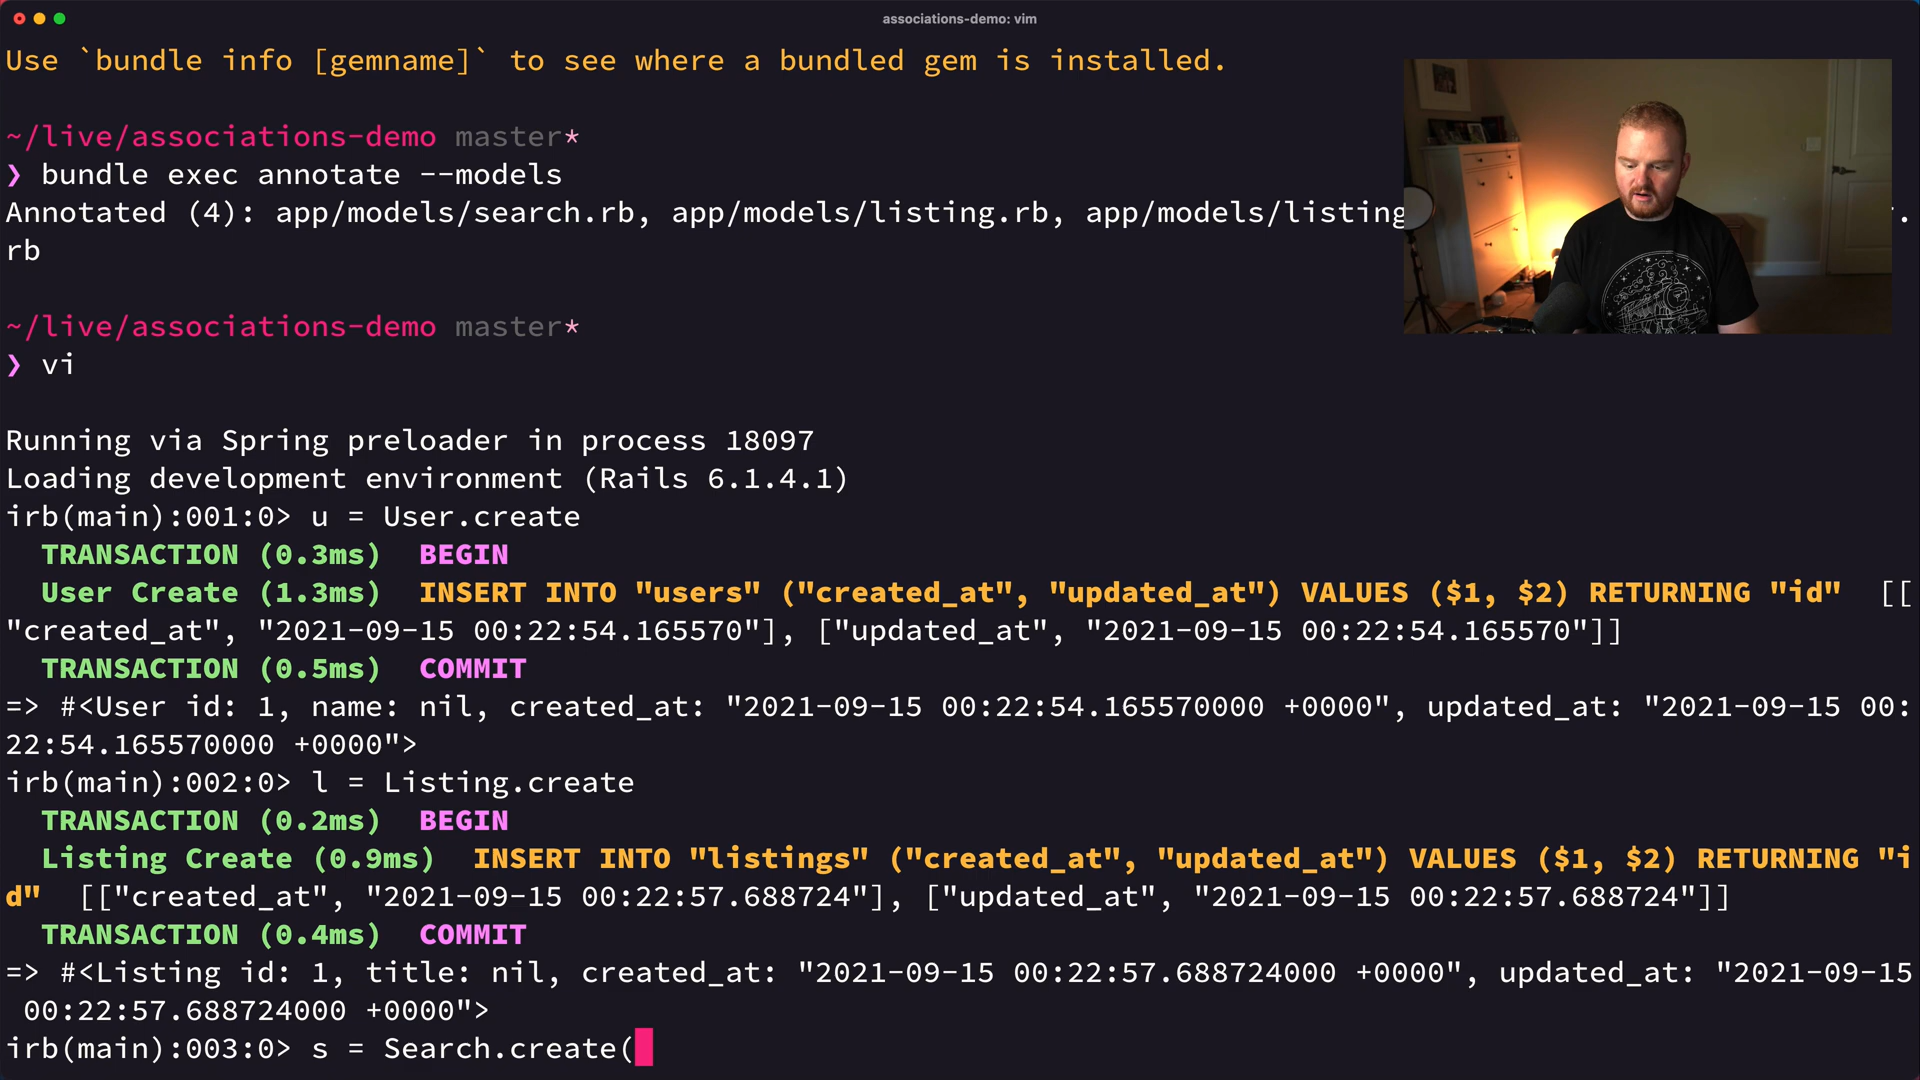 associations-demo: vim
Use `bundle info [gemname]` to see where a bundled gem is installed.
~/live/associations-demo master*
❯ bundle exec annotate --models
Annotated (4): app/models/search.rb, app/models/listing.rb, app/models/listing .
rb
~/live/associations-demo master*
❯ vi
Running via Spring preloader in process 18097
Loading development environment (Rails 6.1.4.1)
irb(main):001:0> u = User.create
TRANSACTION (0.3ms) BEGIN
User Create (1.3ms) INSERT INTO "users" ("created_at", "updated_at") VALUES ($1, $2) RETURNING "id" [[
"created_at", "2021-09-15 00:22:54.165570"], ["updated_at", "2021-09-15 00:22:54.165570"]]
TRANSACTION (0.5ms) COMMIT
=> #<User id: 1, name: nil, created_at: "2021-09-15 00:22:54.165570000 +0000", updated_at: "2021-09-15 00:
22:54.165570000 +0000">
irb(main):002:0> l = Listing.create
TRANSACTION (0.2ms) BEGIN
Listing Create (0.9ms) INSERT INTO "listings" ("created_at", "updated_at") VALUES ($1, $2) RETURNING "i
d" [["created_at", "2021-09-15 00:22:57.688724"], ["updated_at", "2021-09-15 00:22:57.688724"]]
TRANSACTION (0.4ms) COMMIT
=> #<Listing id: 1, title: nil, created_at: "2021-09-15 00:22:57.688724000 +0000", updated_at: "2021-09-15
00:22:57.688724000 +0000">
irb(main):003:0> s = Search.create(